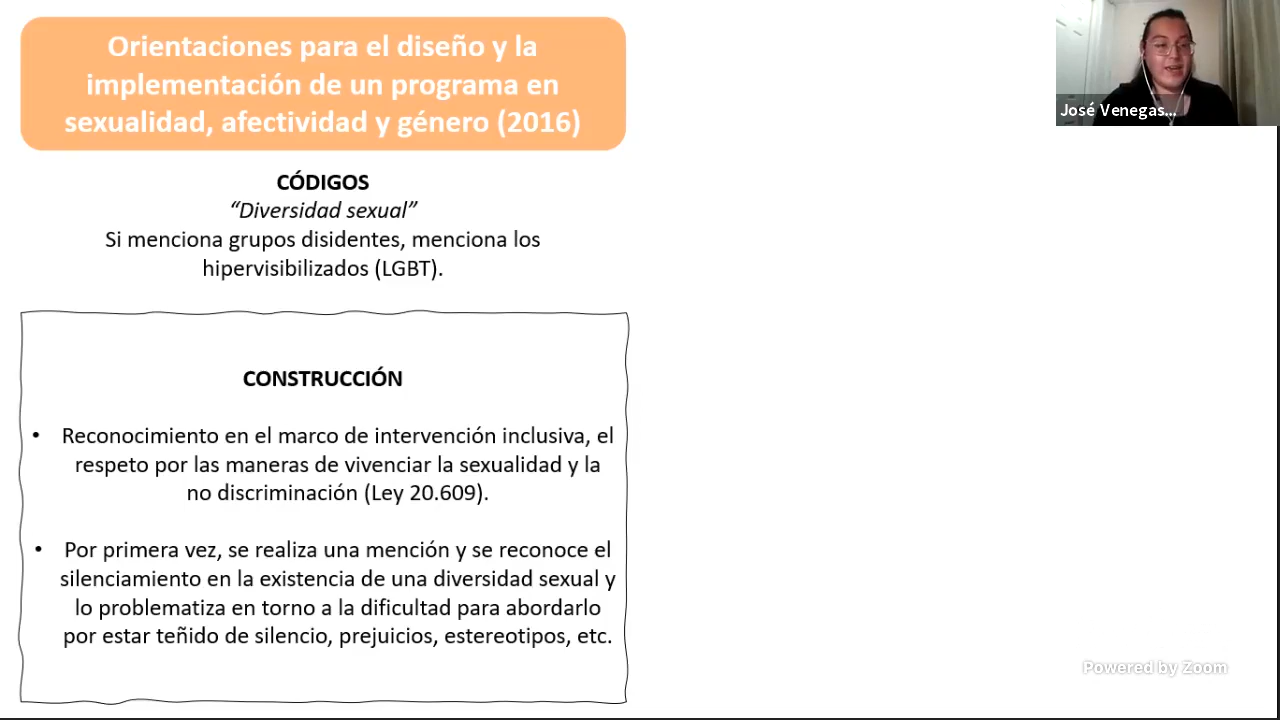 Orientaciones para el diseño y la
implementación de un programa en
sexualidad, afectividad y género (2016)
José Venegas...
CÓDIGOS
“Diversidad sexual”
Si menciona grupos disidentes, menciona los
hipervisibilizados (LGBT).
CONSTRUCCIÓN
• Reconocimiento en el marco de intervención inclusiva, el
respeto por las maneras de vivenciar la sexualidad y la
no discriminación (Ley 20.609).
• Por primera vez, se realiza una mención y se reconoce el
silenciamiento en la existencia de una diversidad sexual y
lo problematiza en torno a la dificultad para abordarlo
por estar teñido de silencio, prejuicios, estereotipos, etc.
Powered by Zoom